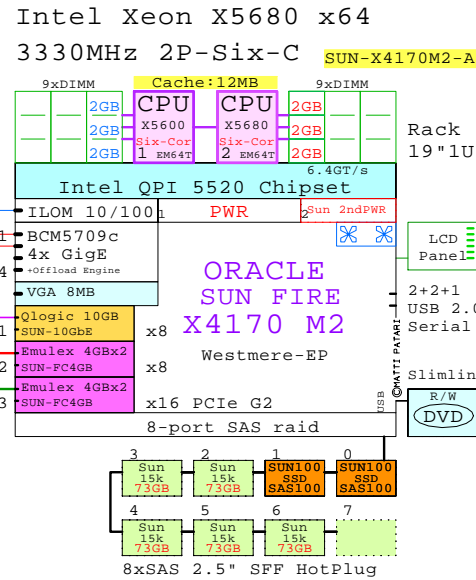 Intel Xeon X5680 x64
3330MHz 2P-Six-C
SUN-X4170M2-A
9xDIMM
Cache:12MB
9xDIMM
2GB
CPU
CPU
2GB
2GB
X5600
X5680
2GB
Six-Cor
Six-Cor
2GB
1 EM64T
2 EM64T
2GB
Rack
19"1U
6.4GT/s
Intel QPI 5520 Chipset
ILOM 10/100
1
PWR
2
Sun 2ndPWR
1
BCM5709c
4x GigE
4
+Offload Engine
LCD
Panel
VGA 8MB
ORACLE
SUN FIRE
X4170 M2
Westmere-EP
2+2+1
USB 2.0
Serial
Qlogic 10GB
1
SUN-10GbE
x8
Emulex 4GBx2
2
SUN-FC4GB
x8
Emulex 4GBx2
3
SUN-FC4GB
x16 PCIe G2
©MATTI PATARI
USB
Slimlin
R/W
DVD
8-port SAS raid
3
2
1
0
Sun
15k
73GB
Sun
15k
73GB
SUN100
SSD
SAS100
SUN100
SSD
SAS100
4
5
6
7
Sun
15k
73GB
Sun
15k
73GB
Sun
15k
73GB
8xSAS 2.5" SFF HotPlug